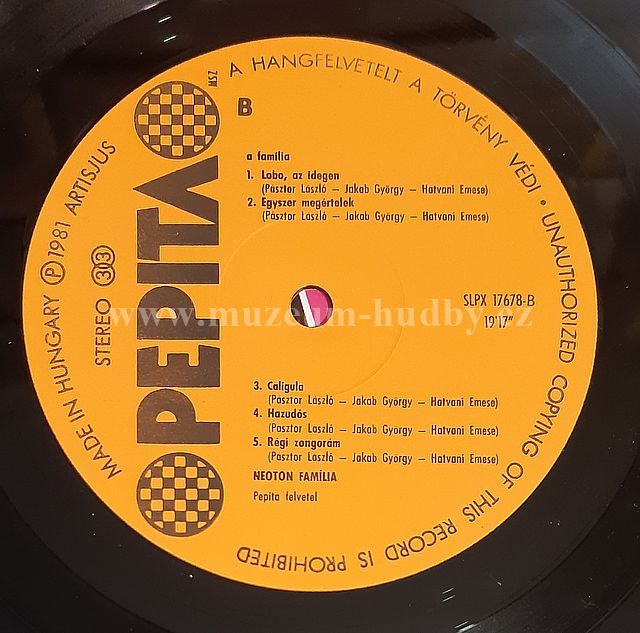 A HANGFELVETELT A TÖRVÉNY VÉDI • UNAUTHORIZED COPYING OF THIS RECORD IS PROHIBITED
MADE IN HUNGARY Ⓟ 1981 ARTISJUS
STEREO 303
PEPITA
MSZ
B
a família
1. Lobo, az idegen
(Pásztor László – Jakab György – Hatvani Emese)
2. Egyszer megértelek
(Pásztor László – Jakab György – Hatvani Emese)
SLPX 17678-B
19'17"
www.muzeum-hudby.cz
3. Caligula
(Pásztor László – Jakab György – Hatvani Emese)
4. Hazudós
(Pásztor László – Jakab György – Hatvani Emese)
5. Régi zongorám
(Pásztor László – Jakab György – Hatvani Emese)
NEOTON FAMÍLIA
Pepita felvetel